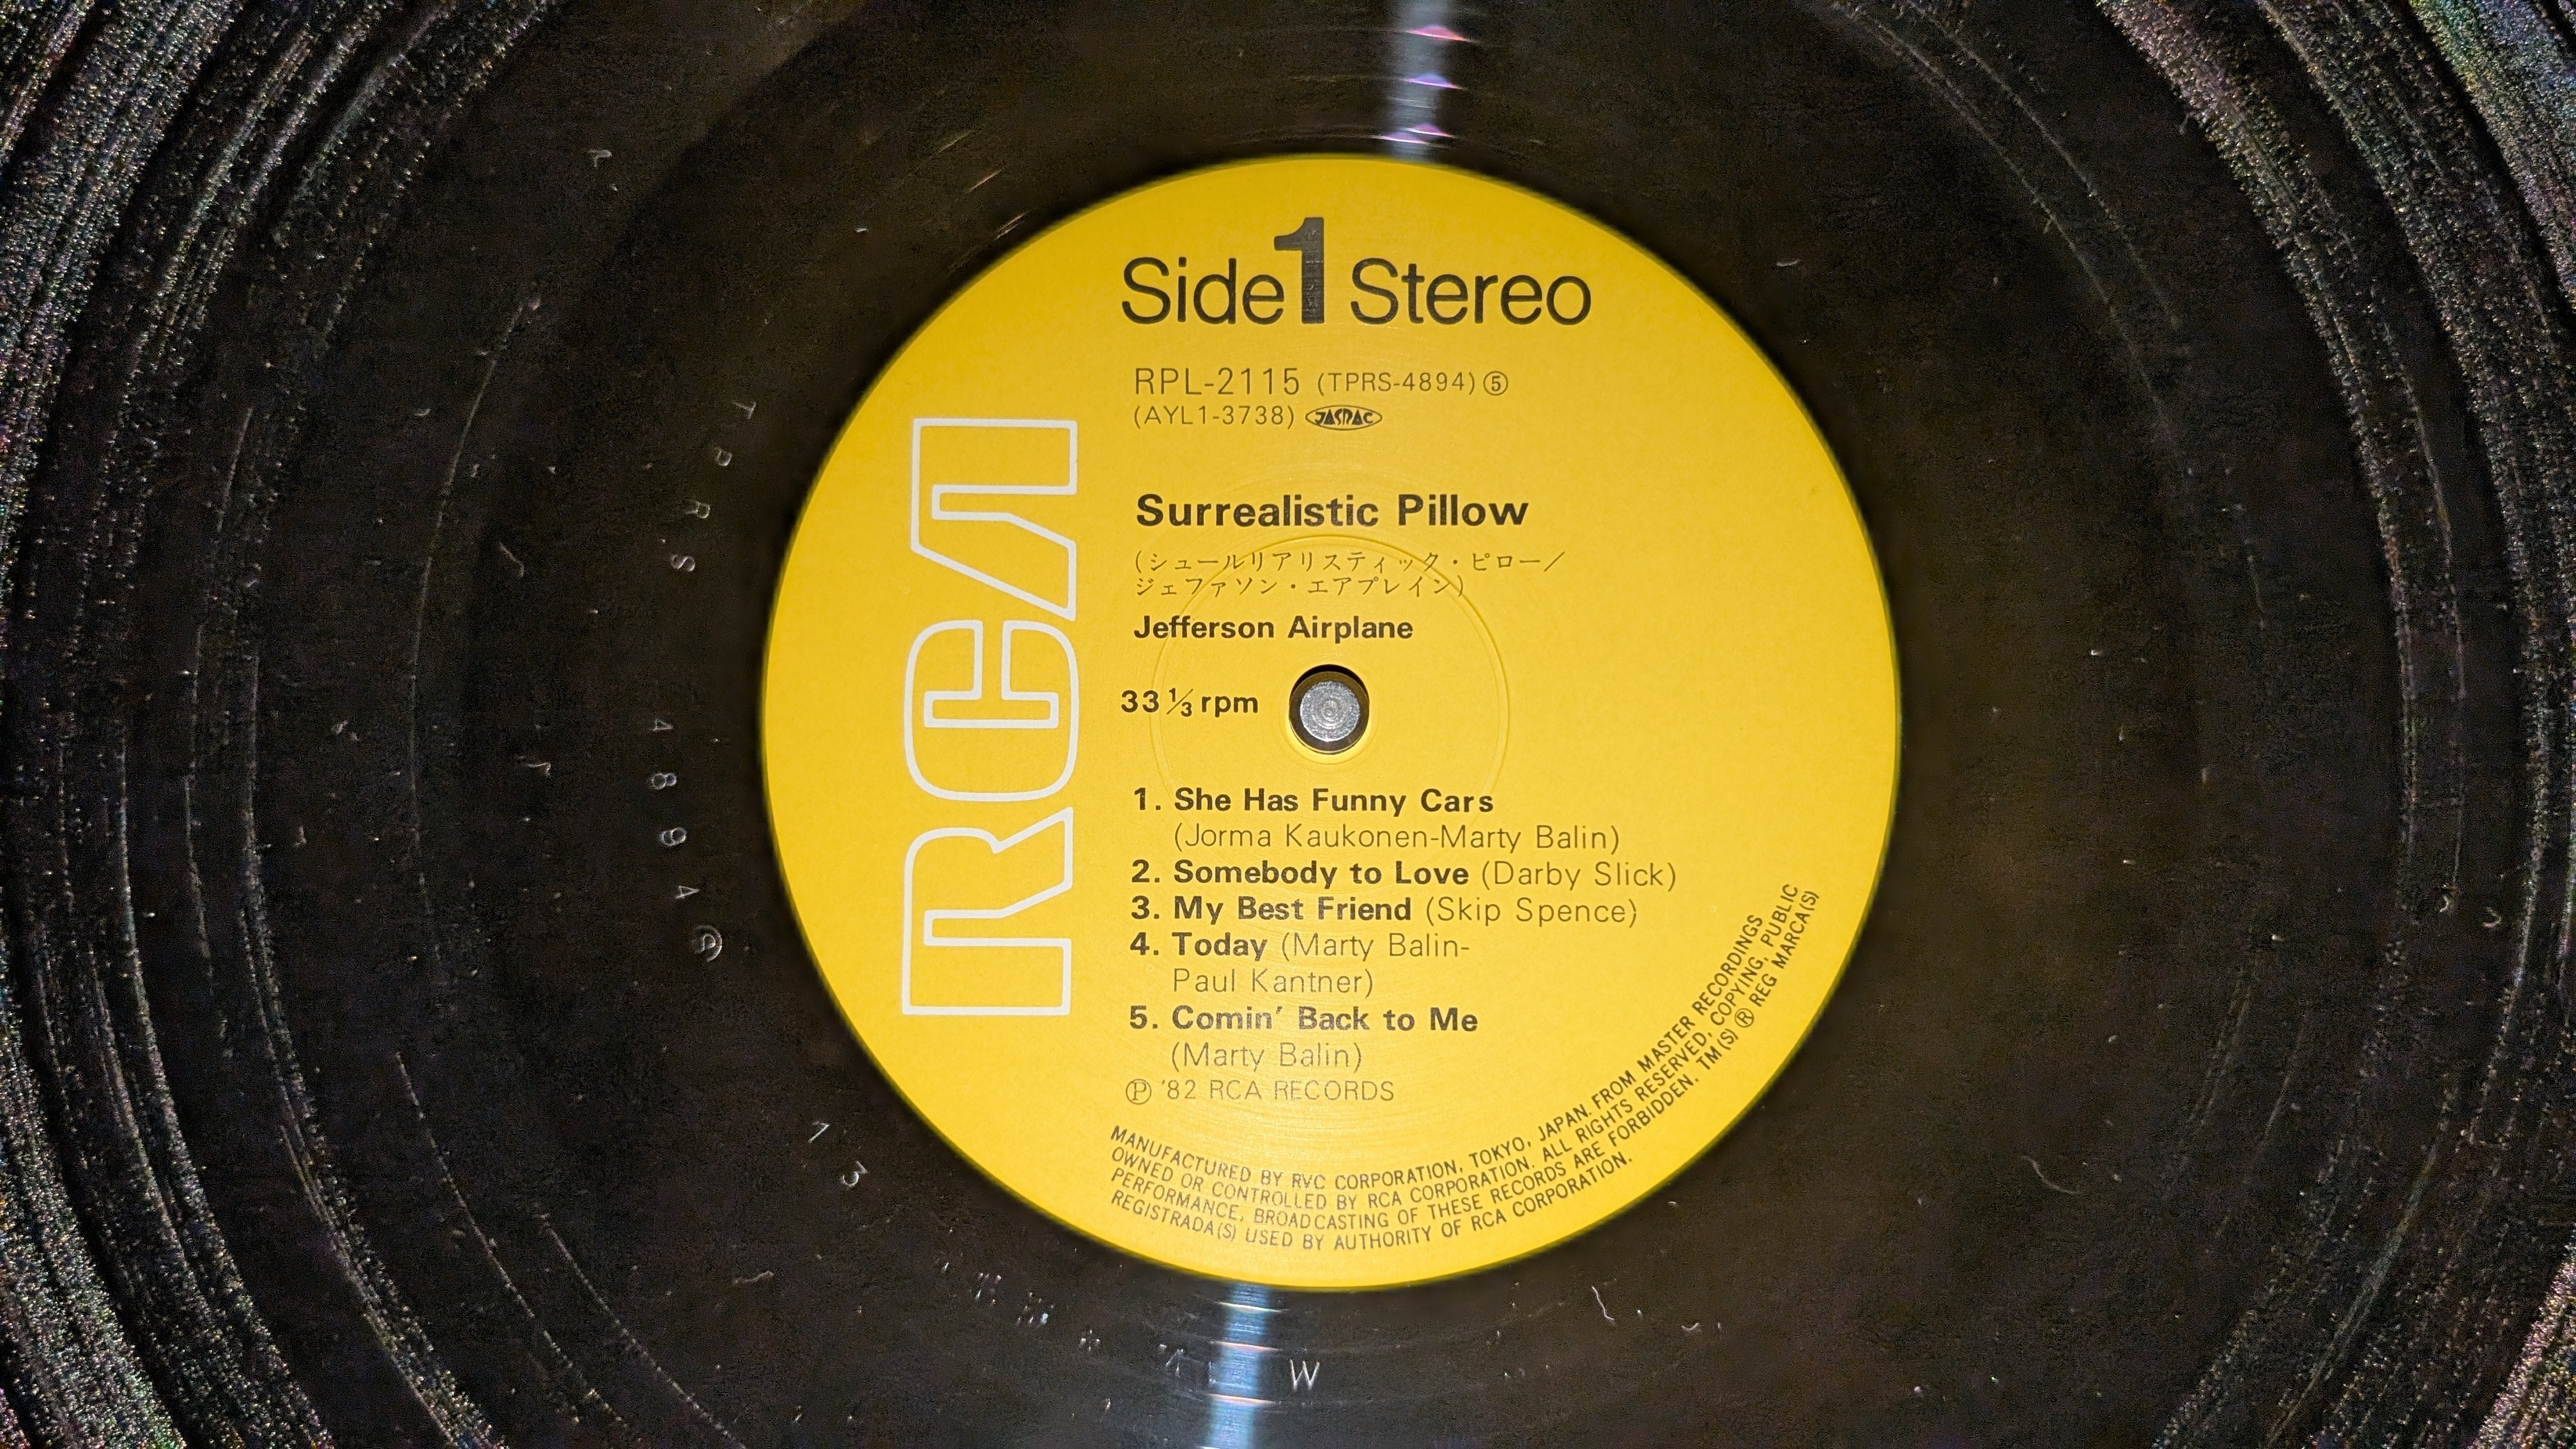 Side 1 Stereo
RPL-2115 (TPRS-4894) ⑤
(AYL1-3738) JASRAC
RCA
Surrealistic Pillow
(シュールリアリスティック・ピロー/
ジェファソン・エアプレイン)
Jefferson Airplane
33 ⅓ rpm
1. She Has Funny Cars
(Jorma Kaukonen-Marty Balin)
2. Somebody to Love (Darby Slick)
3. My Best Friend (Skip Spence)
4. Today (Marty Balin-
Paul Kantner)
5. Comin' Back to Me
(Marty Balin)
Ⓟ '82 RCA RECORDS
MANUFACTURED BY RVC CORPORATION, TOKYO, JAPAN. FROM MASTER RECORDINGS
OWNED OR CONTROLLED BY RCA CORPORATION. ALL RIGHTS RESERVED, COPYING, PUBLIC
PERFORMANCE, BROADCASTING OF THESE RECORDS ARE FORBIDDEN. TM(S) ® REG MARCA(S)
REGISTRADA(S) USED BY AUTHORITY OF RCA CORPORATION.
TPRS 4894 Ⓢ
13
W